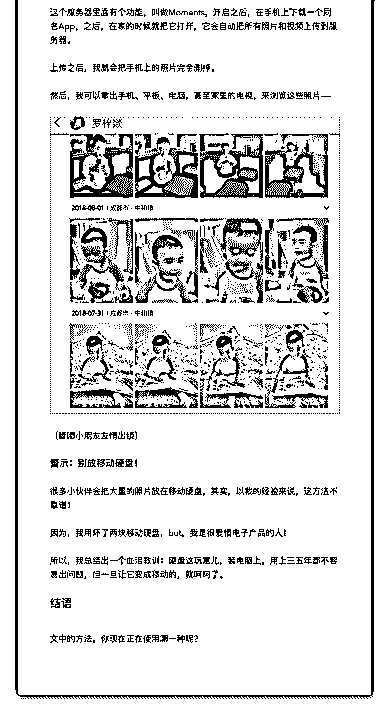 这个服务器里面有个功能，叫做Moments，开启之后，在手机上下载一个同
名App，之后，在家的时候就把它打开，它会自动把所有照片和视频上传到服
务器。
上传之后，我就会把手机上的照片完全删掉。
然后，我可以拿出手机、平板、电脑，甚至家里的电视，来浏览这些照片——
2018-08-01
2018-07-31
友情出镜）
警示：别放移动硬盘！
很多小伙伴会把大量的照片放在移动硬盘，其实，以我的经验来说，这方法不
靠谱！
因为，我用坏了两块移动硬盘，but，我是很爱惜电子产品的人！
所以，我总结出一个血泪教训：硬盘这玩意儿，装电脑上，用上三五年都不容
易出问题，但一旦让它变成移动的，就呵呵了。
结语
文中的方法，你现在正在使用哪一种呢？